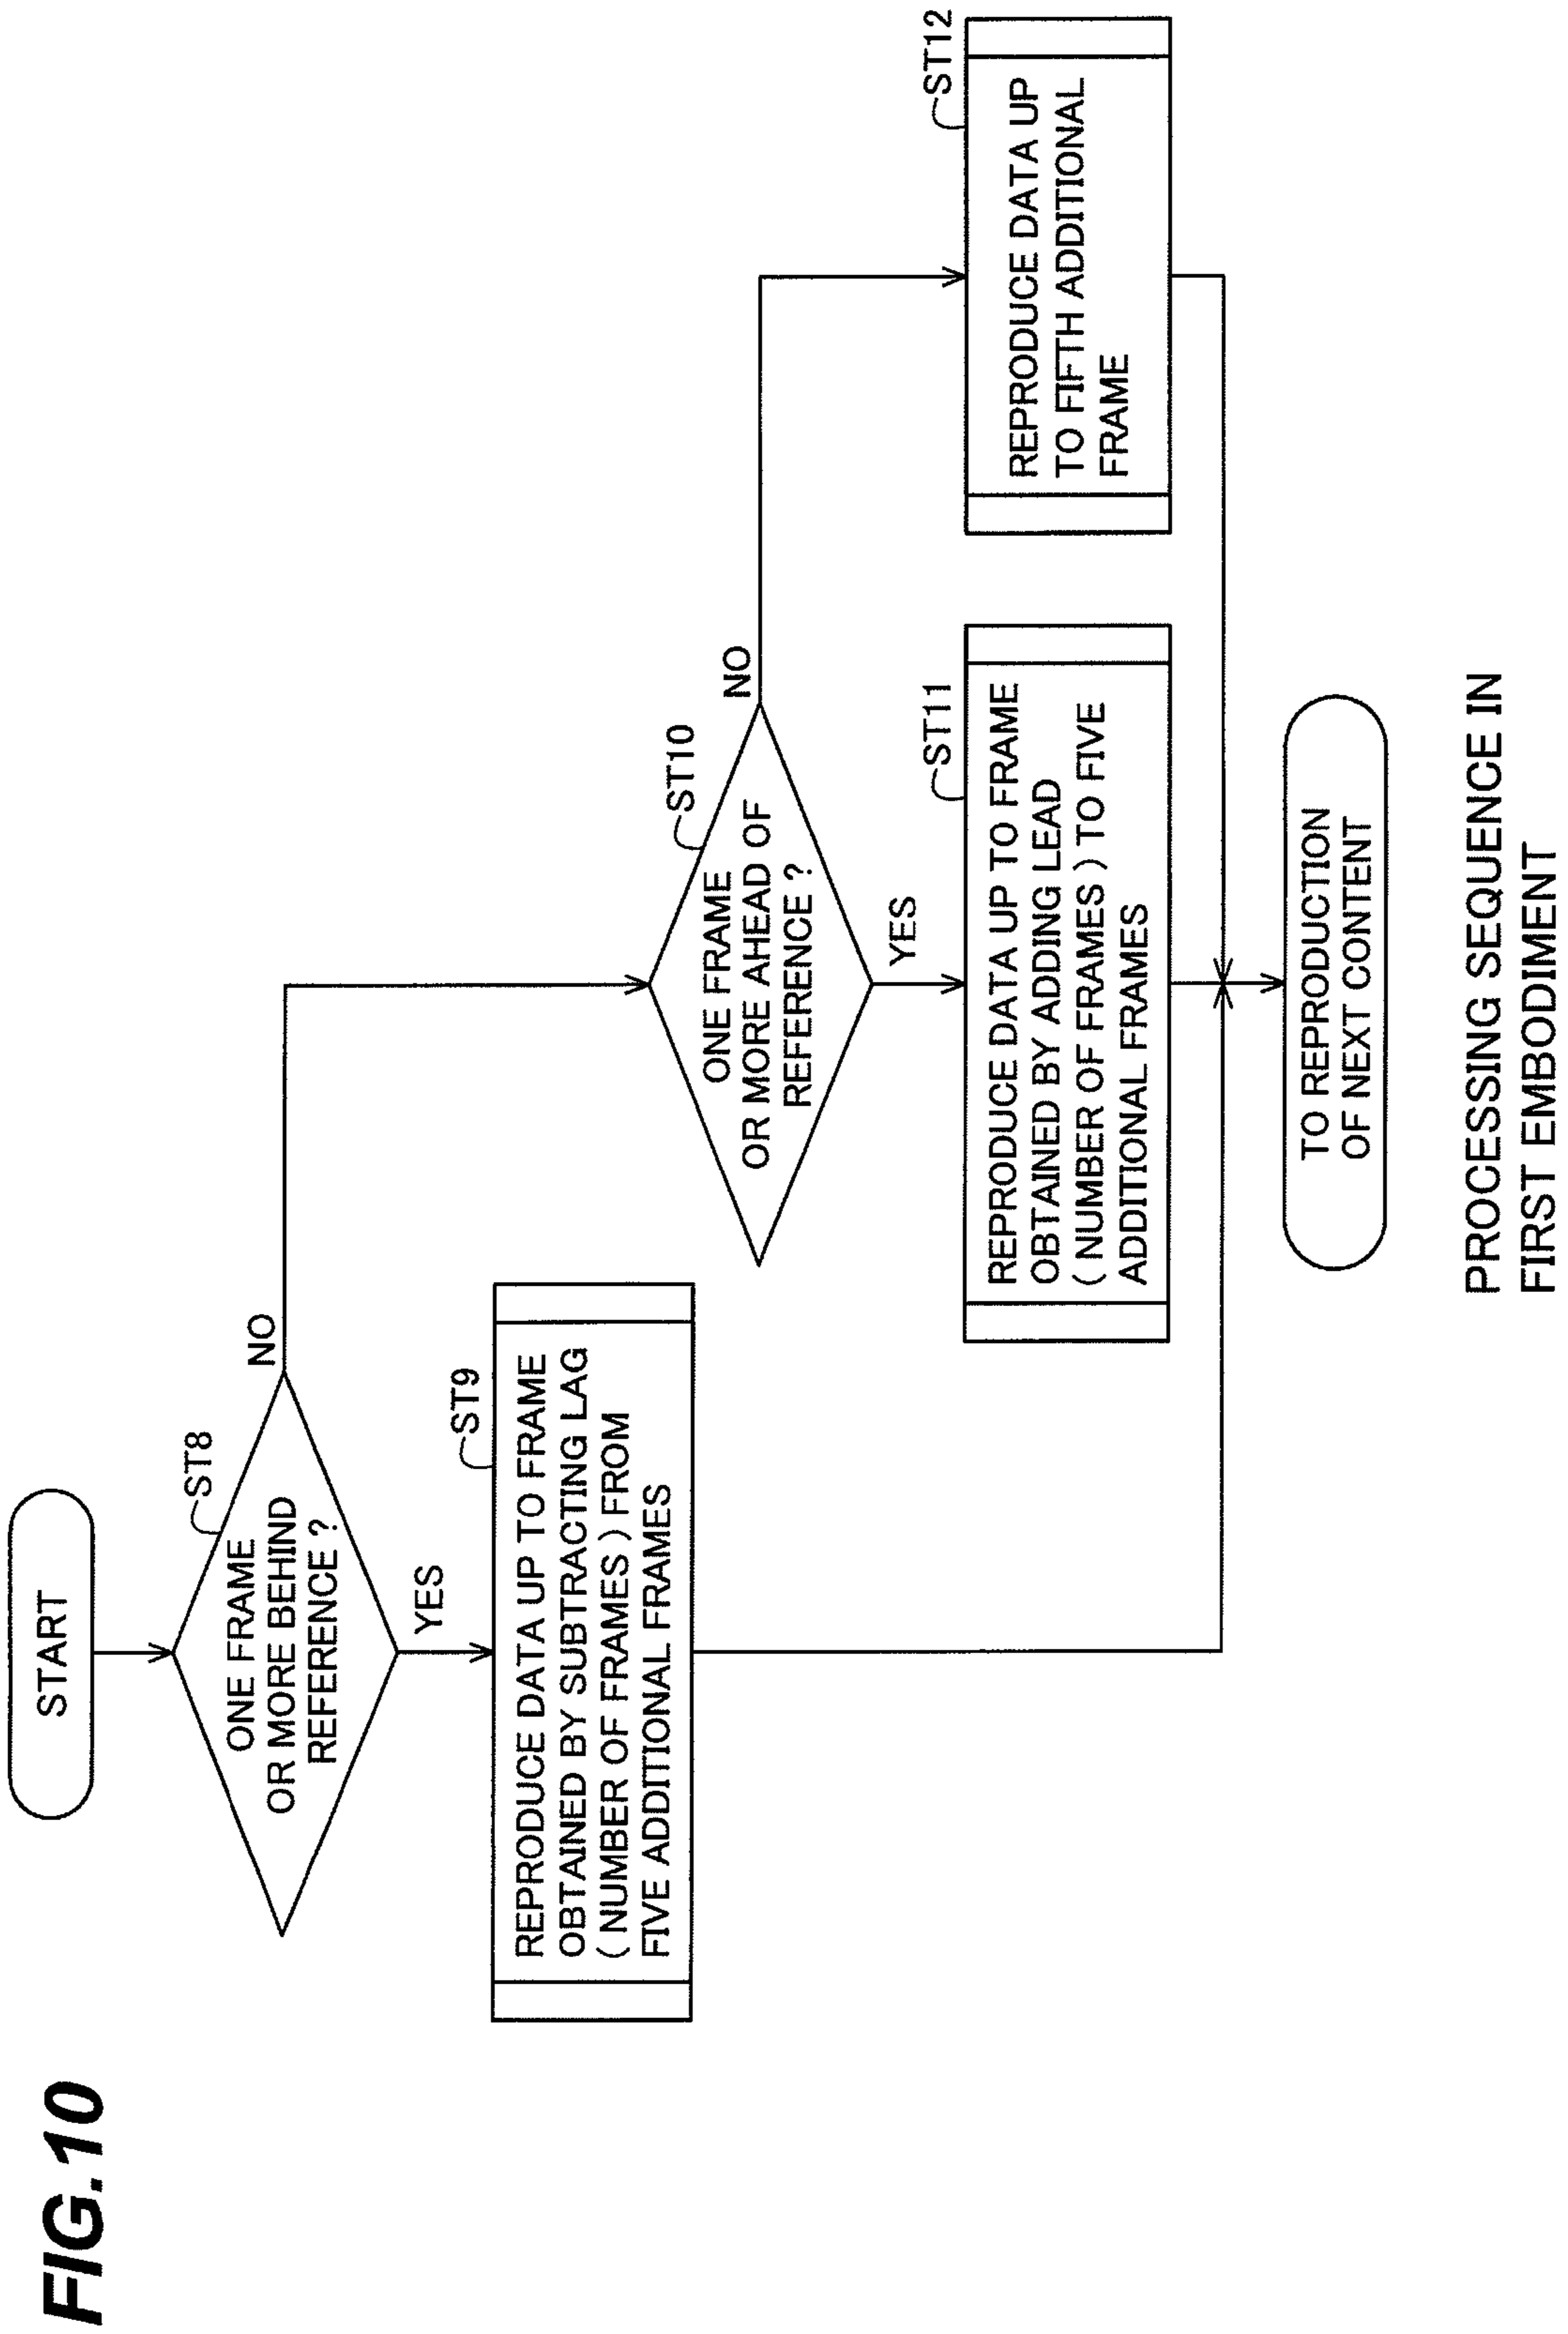 FIG.10
START
ONE FRAME
OR MORE BEHIND
REFERENCE ?
ST8
NO
YES
ST9
REPRODUCE DATA UP TO FRAME
OBTAINED BY SUBTRACTING LAG
( NUMBER OF FRAMES ) FROM
FIVE ADDITIONAL FRAMES
ONE FRAME
OR MORE AHEAD OF
REFERENCE ?
ST10
NO
YES
ST11
REPRODUCE DATA UP TO FRAME
OBTAINED BY ADDING LEAD
( NUMBER OF FRAMES ) TO FIVE
ADDITIONAL FRAMES
ST12
REPRODUCE DATA UP
TO FIFTH ADDITIONAL
FRAME
TO REPRODUCTION
OF NEXT CONTENT
PROCESSING SEQUENCE IN
FIRST EMBODIMENT